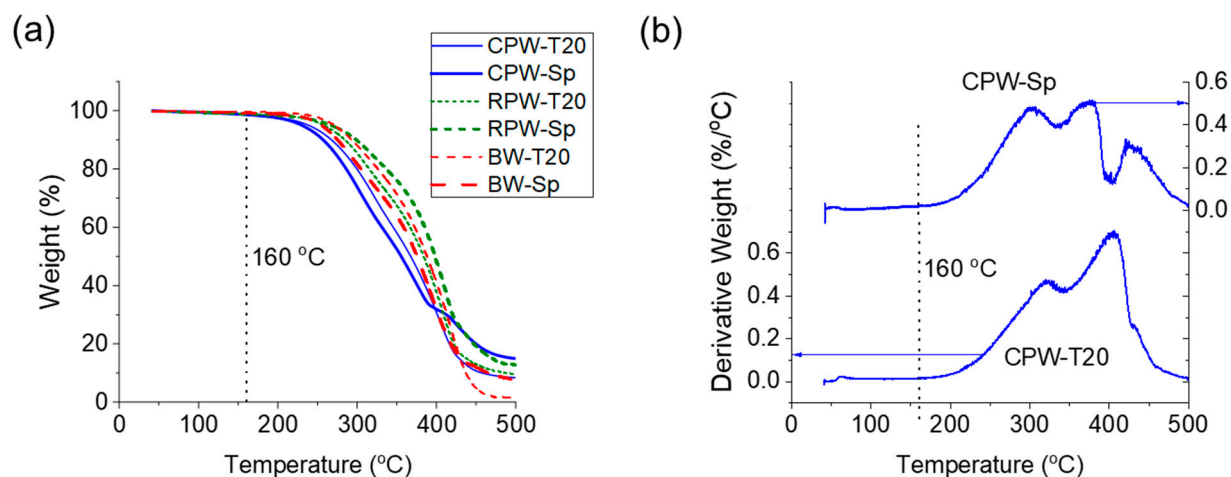 (a)
CPW-T20
CPW-Sp
RPW-T20
RPW-Sp
BW-T20
BW-Sp
100
80
60
40
20
0
Weight (%)
160 °C
0
100
200
300
400
500
Temperature (°C)
(b)
CPW-Sp
0.6
0.4
0.2
0.0
0.6
0.4
0.2
0.0
Derivative Weight (%/°C)
160 °C
CPW-T20
0
100
200
300
400
500
Temperature (°C)